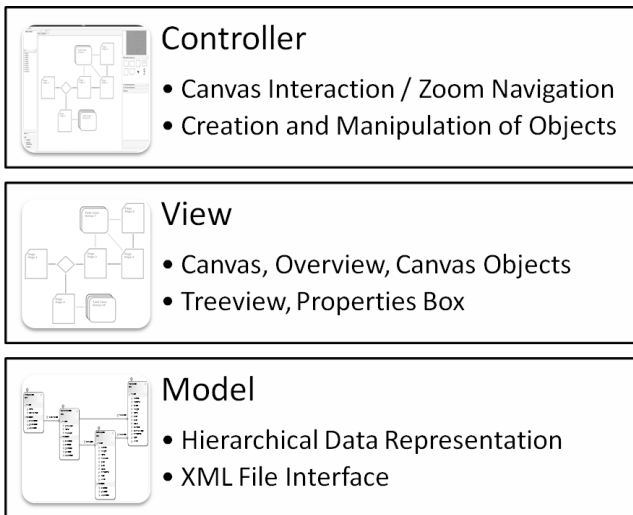 Controller
• Canvas Interaction / Zoom Navigation
• Creation and Manipulation of Objects
View
• Canvas, Overview, Canvas Objects
• Treeview, Properties Box
Model
• Hierarchical Data Representation
• XML File Interface